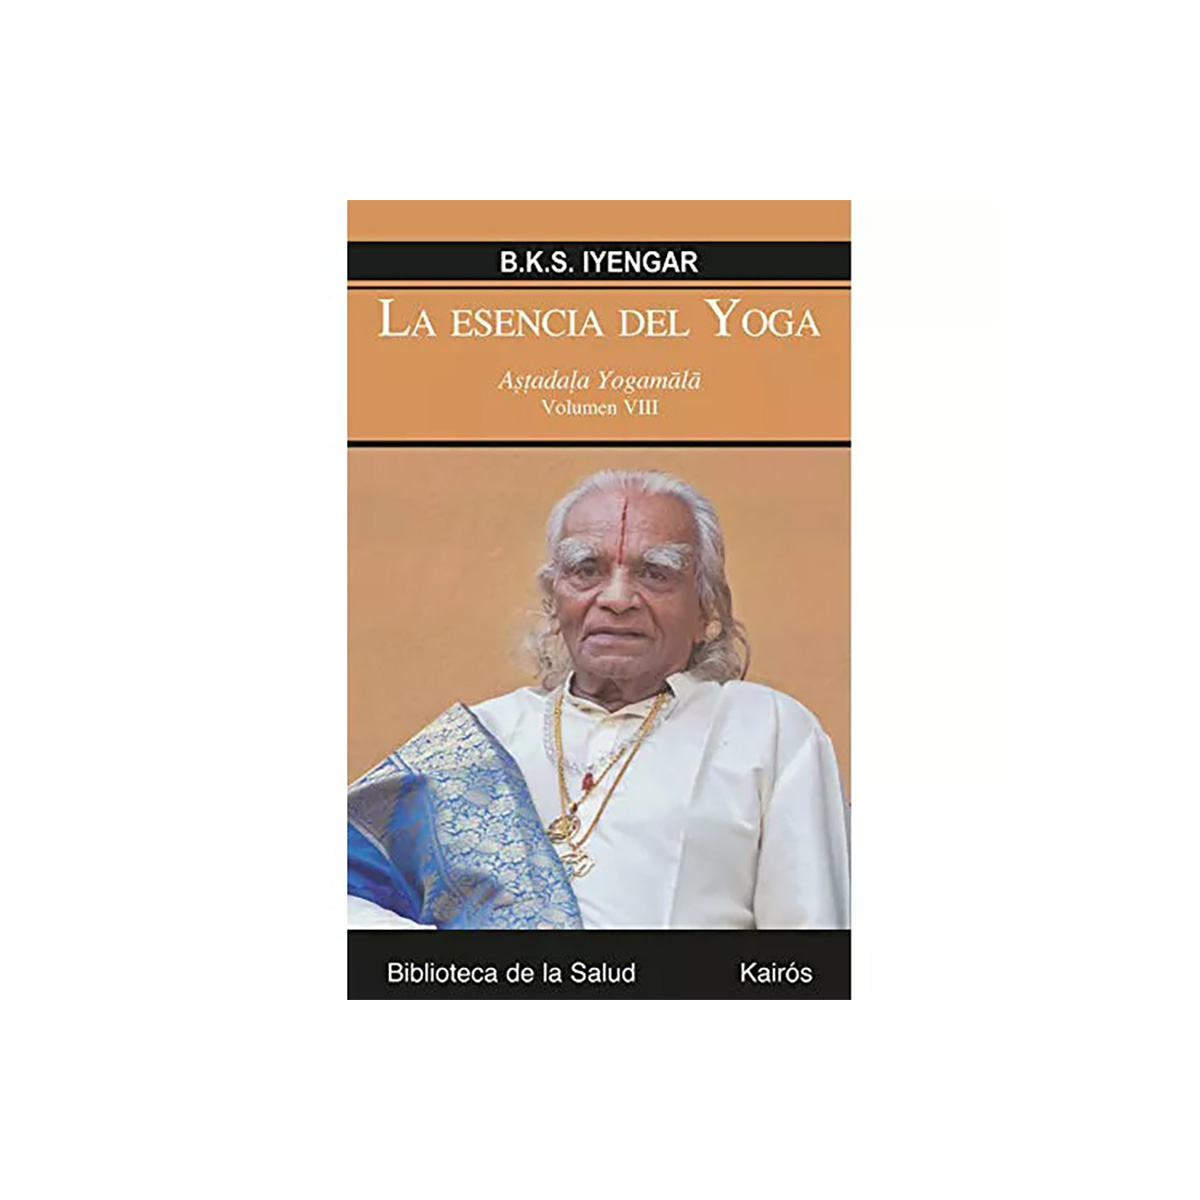 B.K.S. IYENGAR
LA ESENCIA DEL YOGA
Aṣṭadaḷa Yogamālā
Volumen VIII
Biblioteca de la Salud
Kairós